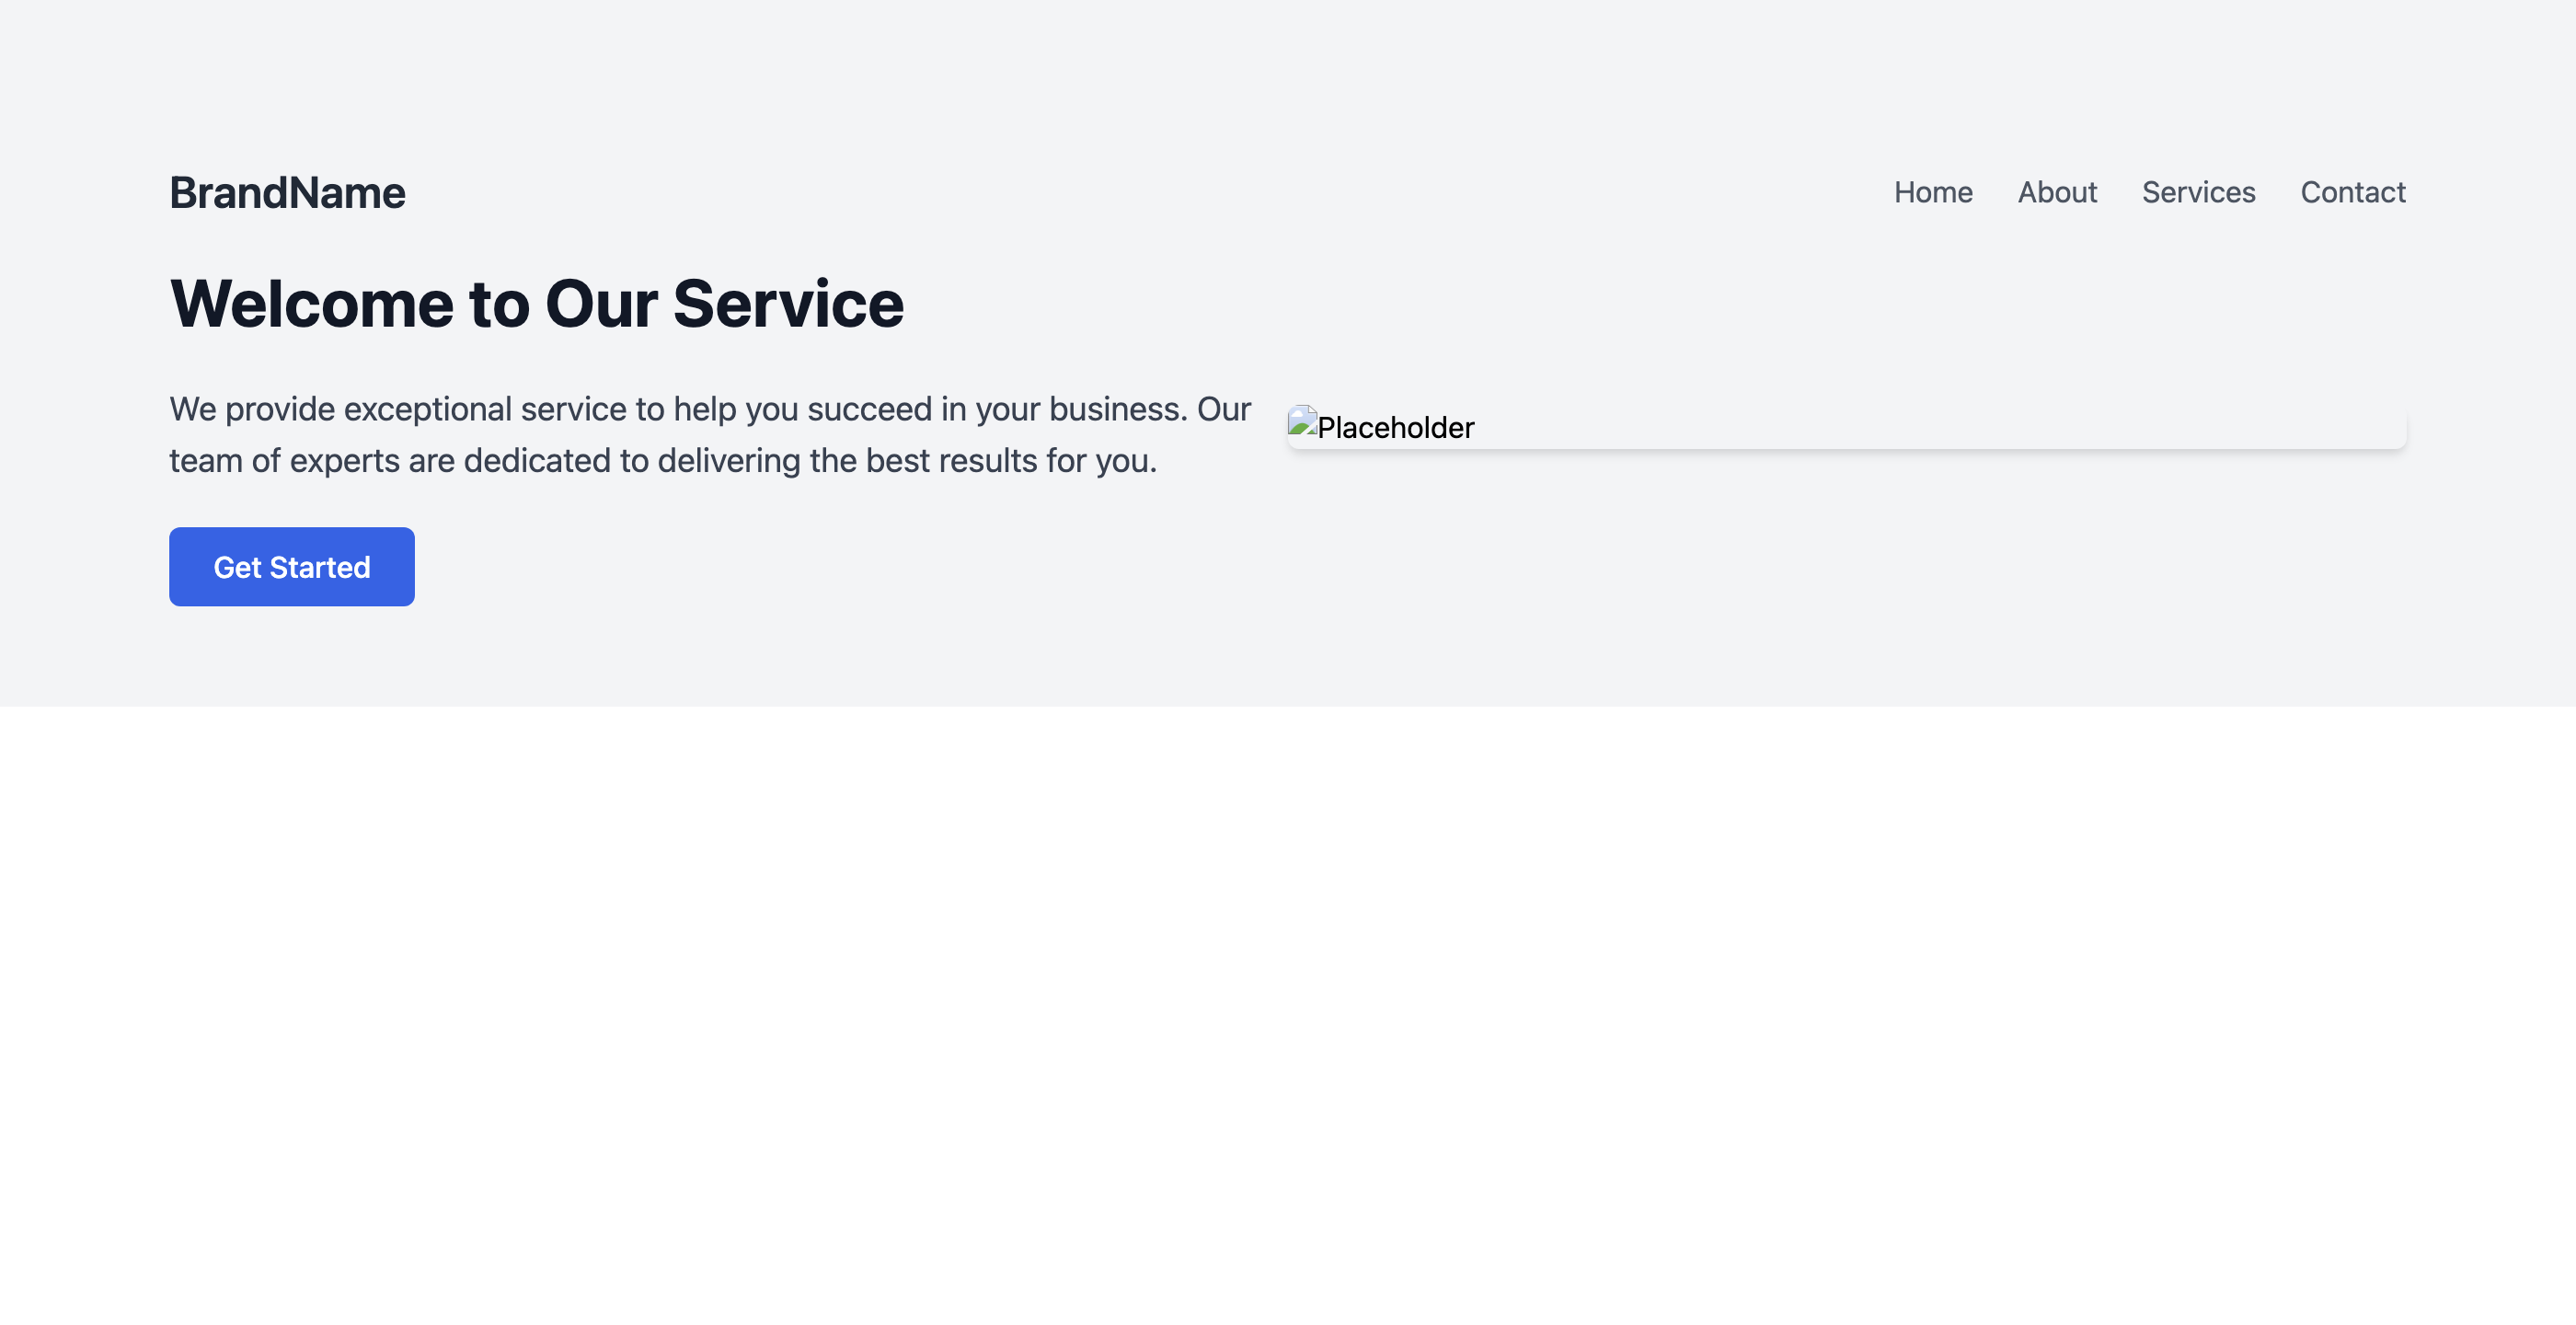 BrandName
Home About Services Contact
Welcome to Our Service
We provide exceptional service to help you succeed in your business. Our
team of experts are dedicated to delivering the best results for you.
Placeholder
Get Started